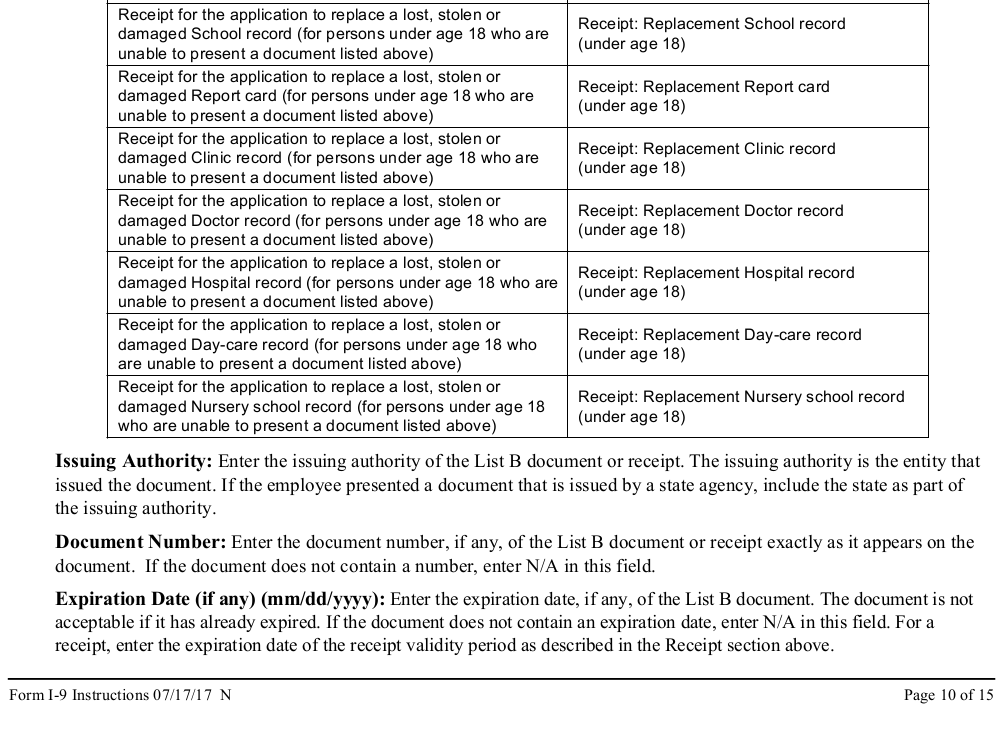 Receipt for the application to replace a lost, stolen or
damaged School record (for persons under age 18 who are
unable to present a document listed above)
Receipt: Replacement School record
(under age 18)
Receipt for the application to replace a lost, stolen or
damaged Report card (for persons under age 18 who are
unable to present a document listed above)
Receipt: Replacement Report card
(under age 18)
Receipt for the application to replace a lost, stolen or
damaged Clinic record (for persons under age 18 who are
unable to present a document listed above)
Receipt: Replacement Clinic record
(under age 18)
Receipt for the application to replace a lost, stolen or
damaged Doctor record (for persons under age 18 who are
unable to present a document listed above)
Receipt: Replacement Doctor record
(under age 18)
Receipt for the application to replace a lost, stolen or
damaged Hospital record (for persons under age 18 who are
unable to present a document listed above)
Receipt: Replacement Hospital record
(under age 18)
Receipt for the application to replace a lost, stolen or
damaged Day-care record (for persons under age 18 who
are unable to present a document listed above)
Receipt: Replacement Day-care record
(under age 18)
Receipt for the application to replace a lost, stolen or
damaged Nursery school record (for persons under age 18
who are unable to present a document listed above)
Receipt: Replacement Nursery school record
(under age 18)
Issuing Authority: Enter the issuing authority of the List B document or receipt. The issuing authority is the entity that
issued the document. If the employee presented a document that is issued by a state agency, include the state as part of
the issuing authority.
Document Number: Enter the document number, if any, of the List B document or receipt exactly as it appears on the
document.  If the document does not contain a number, enter N/A in this field.
Expiration Date (if any) (mm/dd/yyyy): Enter the expiration date, if any, of the List B document. The document is not
acceptable if it has already expired. If the document does not contain an expiration date, enter N/A in this field. For a
receipt, enter the expiration date of the receipt validity period as described in the Receipt section above.
Form I-9 Instructions 07/17/17  N
Page 10 of 15